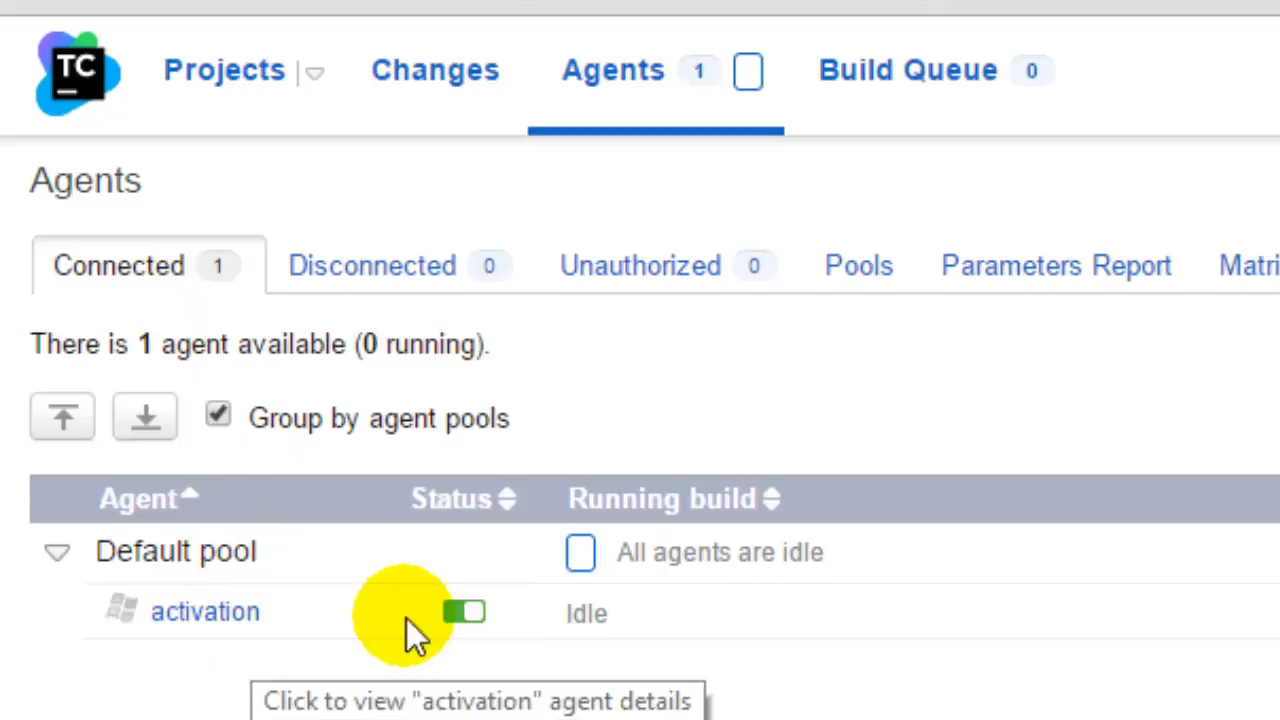 TC
Projects Changes Agents 1 Build Queue 0
Agents
Connected 1 Disconnected 0 Unauthorized 0 Pools Parameters Report Matri
There is 1 agent available (0 running).
Group by agent pools
Agent Status Running build
Default pool All agents are idle
activation Idle
Click to view "activation" agent details